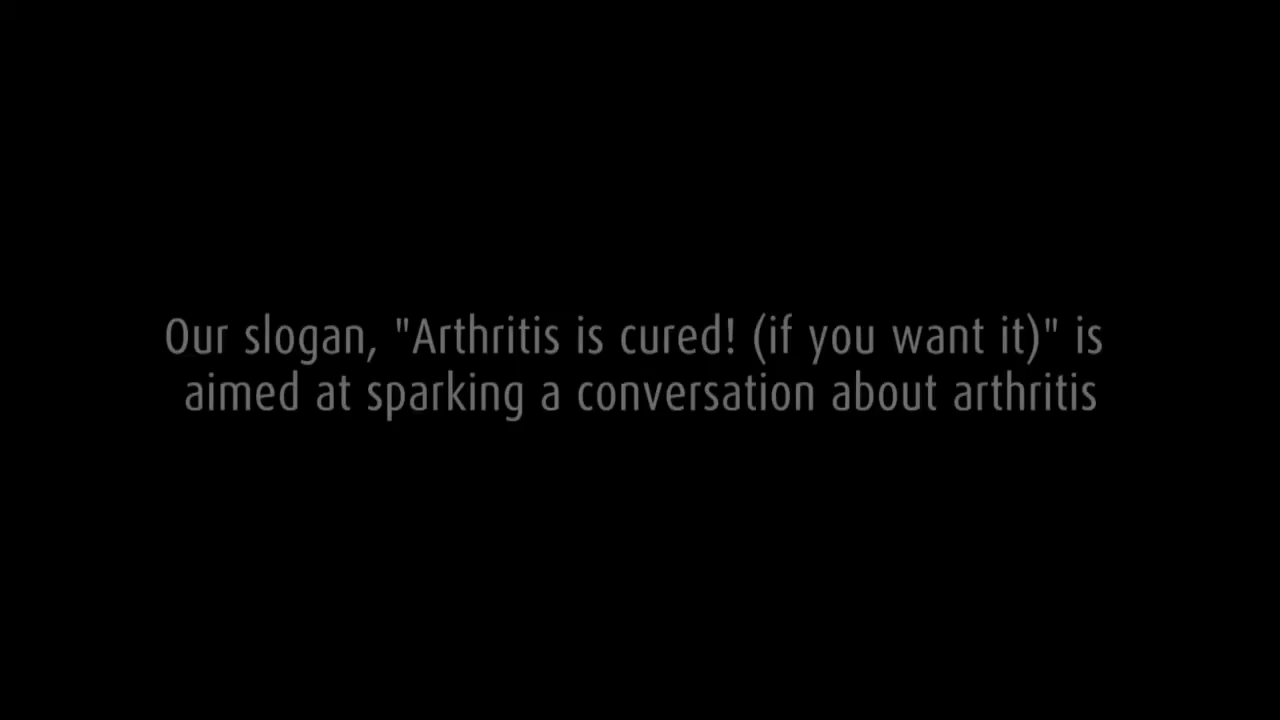 Our slogan, "Arthritis is cured! (if you want it)" is
aimed at sparking a conversation about arthritis